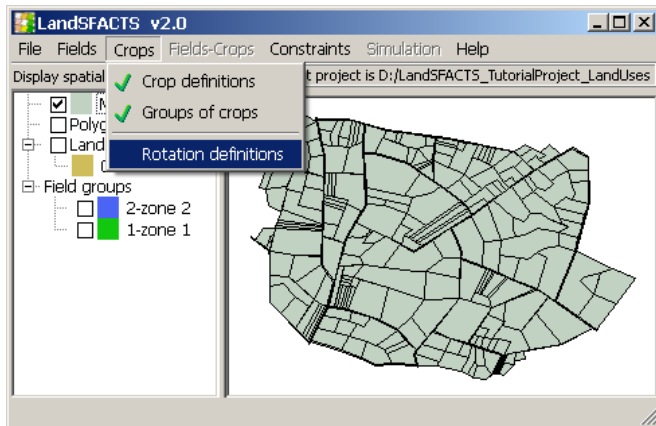 LandSFACTS v2.0
File Fields Crops Fields-Crops Constraints Simulation Help
Display spatial t project is D:/LandSFACTS_TutorialProject_LandUses
Crop definitions
Groups of crops
Rotation definitions
Polyg
Land
Field groups
2-zone 2
1-zone 1